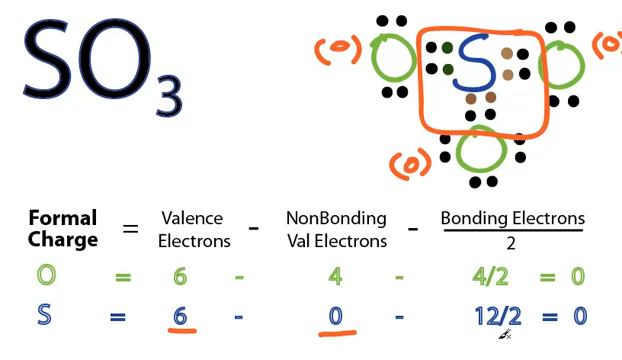 SO3
(0) S O (0)
O
(0) O
Formal Charge = Valence Electrons - NonBonding Val Electrons - Bonding Electrons / 2
O = 6 - 4 - 4/2 = 0
S = 6 - 0 - 12/2 = 0